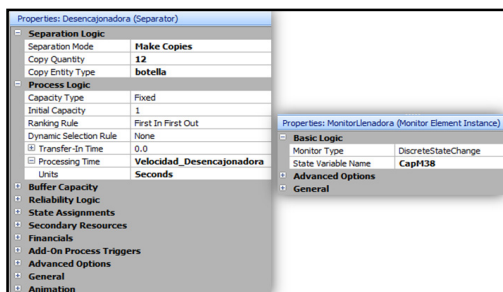 Properties: Desencajonadora (Separator)
Separation Logic
Separation Mode Make Copies
Copy Quantity 12
Copy Entity Type botella
Process Logic
Capacity Type Fixed
Initial Capacity 1
Ranking Rule First In First Out
Dynamic Selection Rule None
Transfer-In Time 0.0
Processing Time Velocidad_Desencajonadora
Units Seconds
Buffer Capacity
Reliability Logic
State Assignments
Secondary Resources
Financials
Add-On Process Triggers
Advanced Options
General
Animation
Properties: MonitorLlenadora (Monitor Element Instance)
Basic Logic
Monitor Type DiscreteStateChange
State Variable Name CapM38
Advanced Options
General